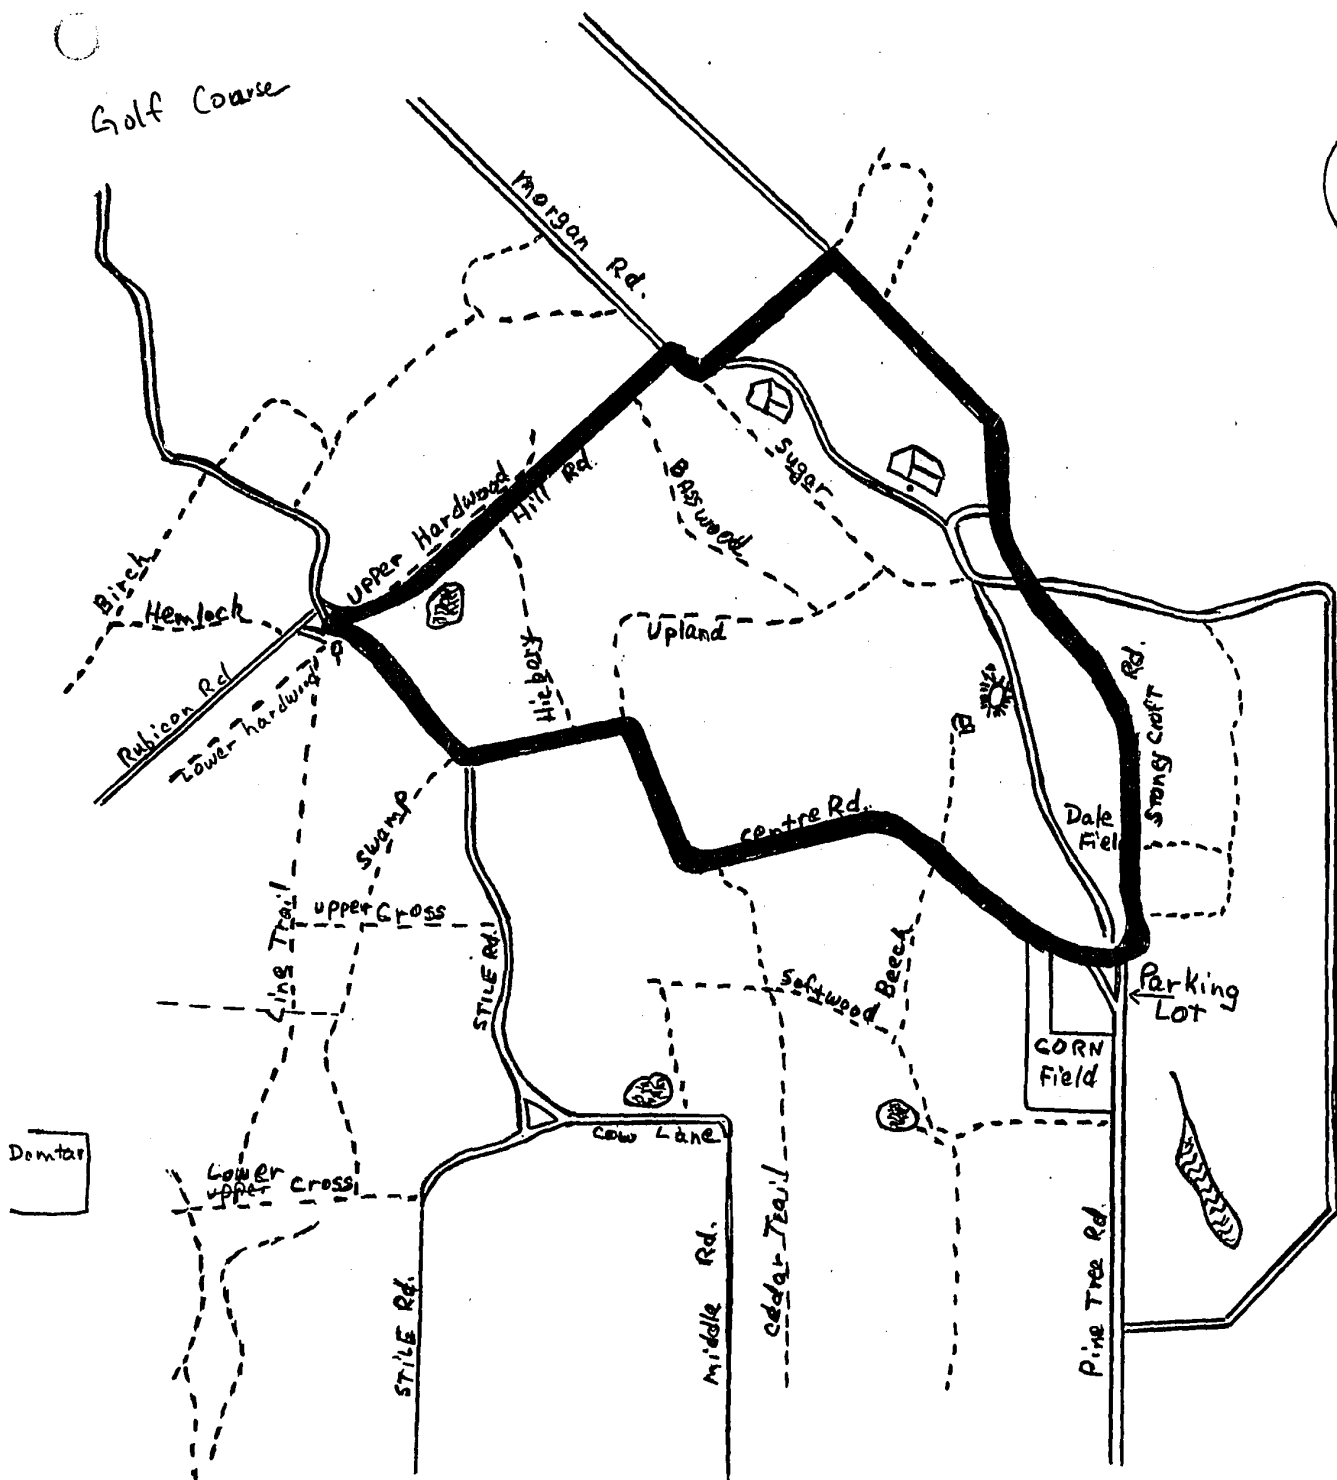 Golf Course
Morgan Rd.
Sugar
Basswood
Upper Hardwood
Hill Rd.
Birch
Hemlock
Upland
Hickory
Rubicon Rd
Lower hardwood
Rd.
Stoney Croft
Dale
Field
Centre Rd.
Swamp
Line Trail
upper Cross
STILE Rd.
Beech
Softwood
Parking
LOT
CORN
Field
Cow Lane
Domtar
Lower
upper Cross
STILE Rd.
Middle Rd.
Cedar Trail
Pine Tree Rd.